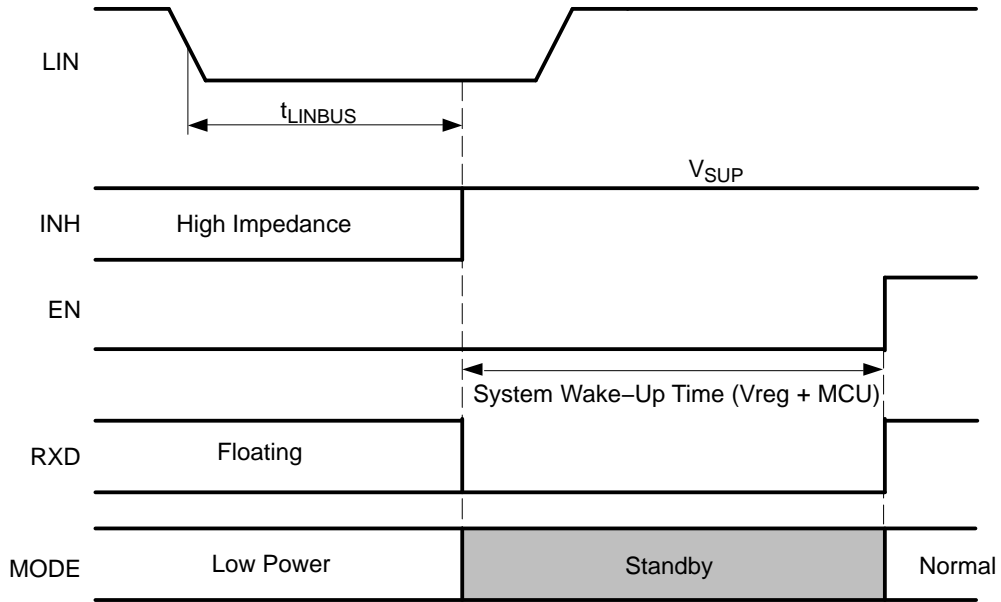 LIN
tLINBUS
VSUP
INH
High Impedance
EN
System Wake–Up Time (Vreg + MCU)
RXD
Floating
MODE
Low Power
Standby
Normal